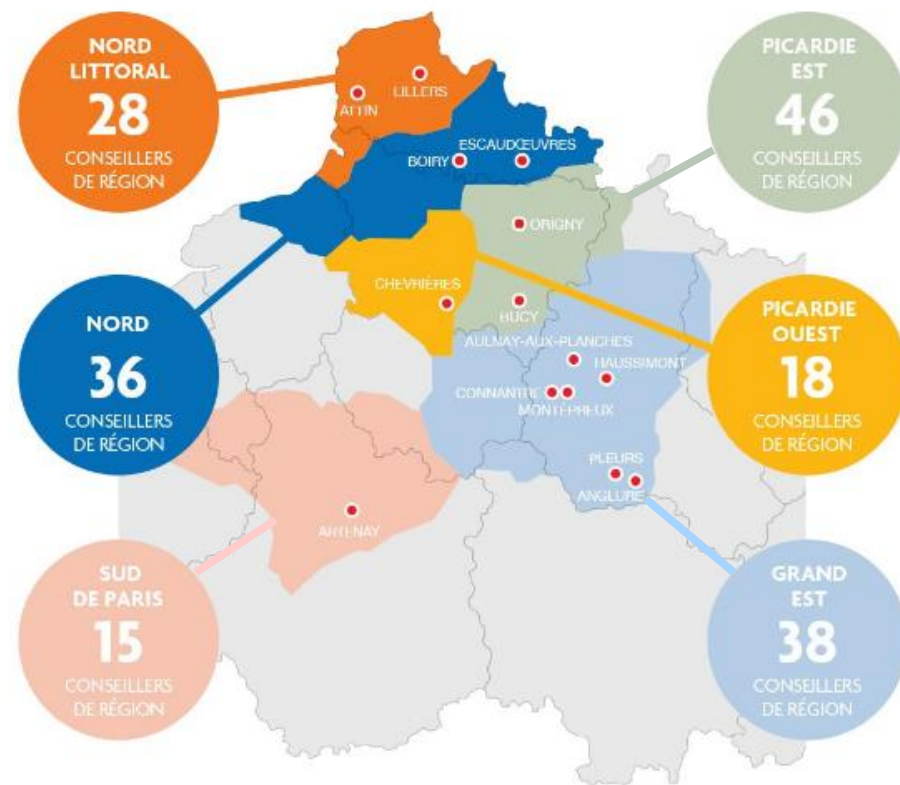 NORD
LITTORAL
28
CONSEILLERS
DE RÉGION
PICARDIE
EST
46
CONSEILLERS
DE RÉGION
ATTIN
LILLERS
BOIRY
ESCAUDŒUVRES
ORIGNY
CHEVRIÈRES
BUCY
NORD
36
CONSEILLERS
DE RÉGION
PICARDIE
OUEST
18
CONSEILLERS
DE RÉGION
AULNAY-AUX-PLANCHES
HAUSSIMONT
CONNANTRE
MONTÉPREUX
PLEURS
ANGLURE
ARTENAY
SUD
DE PARIS
15
CONSEILLERS
DE RÉGION
GRAND
EST
38
CONSEILLERS
DE RÉGION